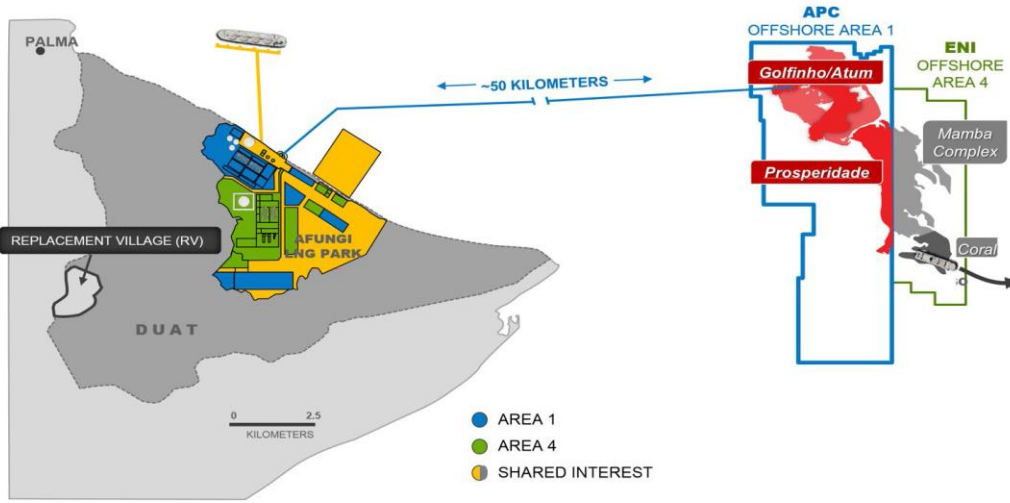 PALMA
APC
OFFSHORE AREA 1
ENI
OFFSHORE
AREA 4
~50 KILOMETERS
Golfinho/Atum
Mamba
Complex
Prosperidade
REPLACEMENT VILLAGE (RV)
AFUNGI
LNG PARK
Coral
DUAT
0 2.5
KILOMETERS
AREA 1
AREA 4
SHARED INTEREST